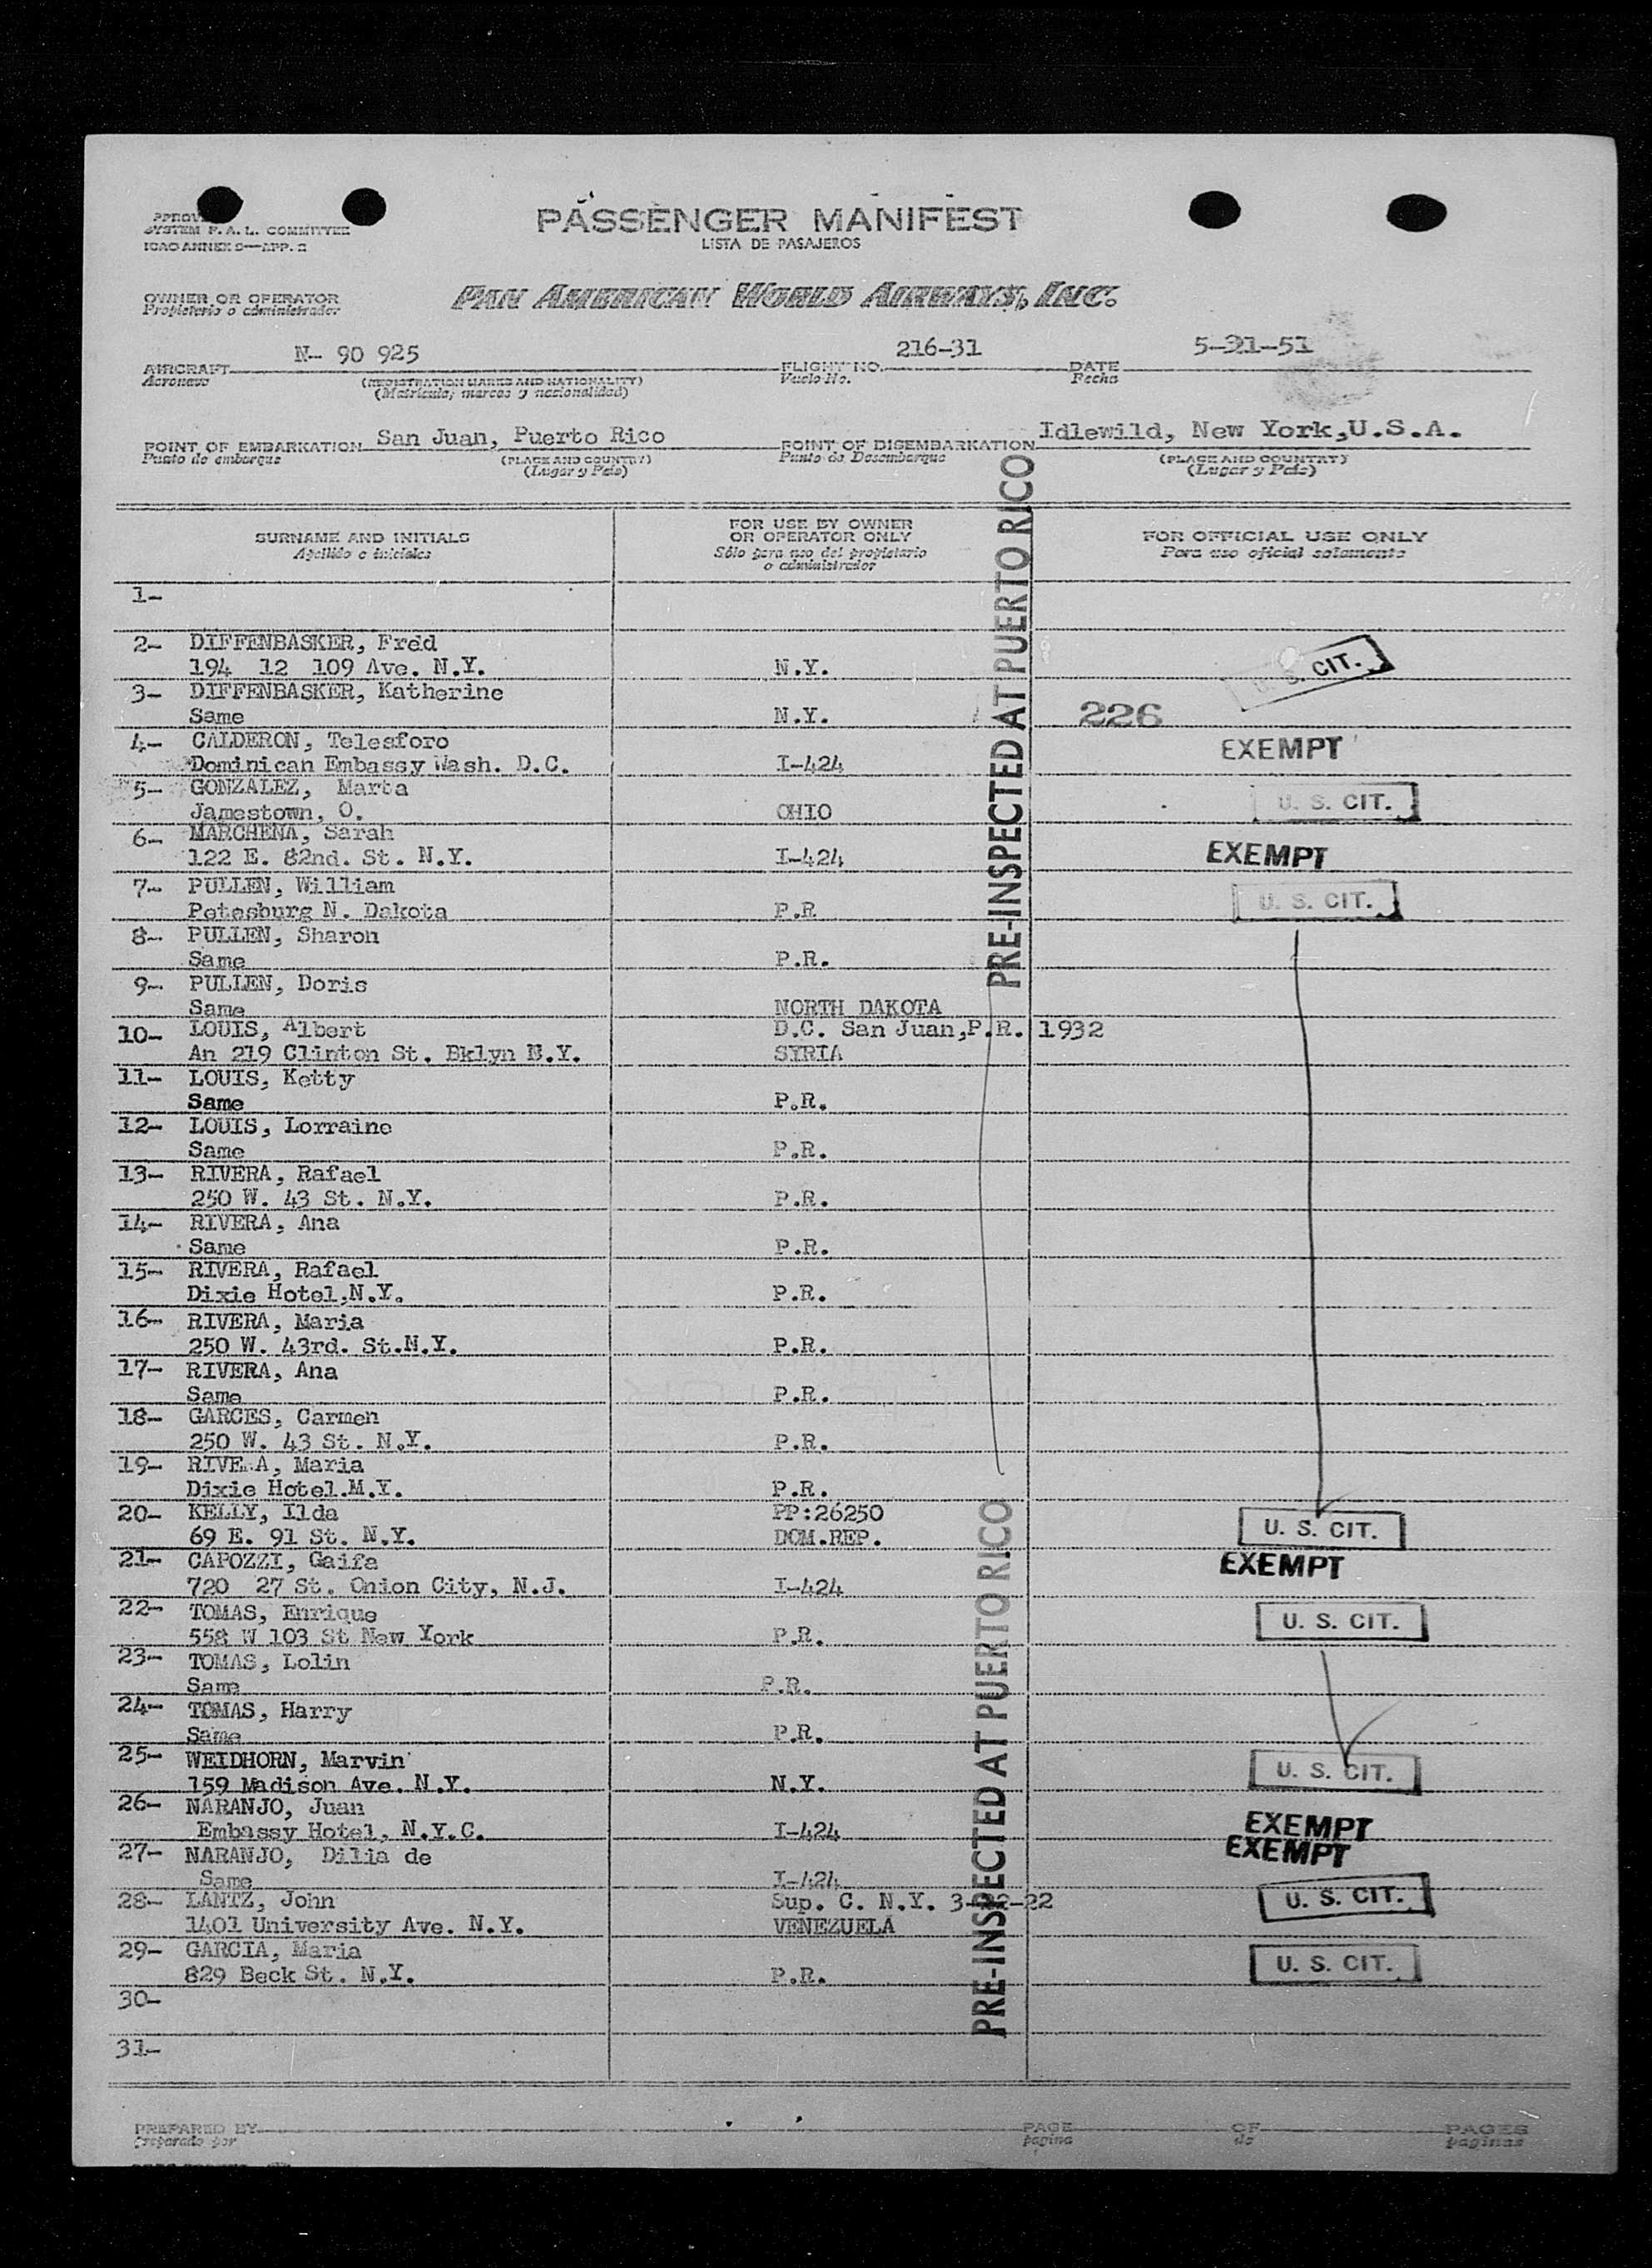 PASSENGER MANIFEST
LISTA DE PASAJEROS
SYSTEM F. A. L. COMMITTEE
ICAO ANNEX 9—APP. 2
OWNER OR OPERATOR
Propietario o administrador
PAN AMERICAN WORLD AIRWAYS, INC.
AIRCRAFT N- 90 925 FLIGHT NO. 216-31 DATE 5-31-51
Aeronave (REGISTRATION MARKS AND NATIONALITY) Vuelo No. Fecha
(Matrícula, marcas y nacionalidad)
POINT OF EMBARKATION San Juan, Puerto Rico POINT OF DISEMBARKATION Idlewild, New York,U.S.A.
Punto de embarque (PLACE AND COUNTRY) Punto de Desembarque (PLACE AND COUNTRY)
(Lugar y País) (Lugar y País)
SURNAME AND INITIALS FOR USE BY OWNER OR OPERATOR ONLY FOR OFFICIAL USE ONLY
Apellido e iniciales Sólo para uso del propietario o administrador Para uso oficial solamente
PRE-INSPECTED AT PUERTO RICO
1-
2- DIFFENBASKER, Fred
194 12 109 Ave. N.Y. N.Y. U. S. CIT.
3- DIFFENBASKER, Katherine
Same N.Y. 226
4- CALDERON, Telesforo EXEMPT
Dominican Embassy Wash. D.C. I-424
5- GONZALEZ, Marta U. S. CIT.
Jamestown, O. OHIO
6- MARCHENA, Sarah
122 E. 82nd. St. N.Y. I-424 EXEMPT
7- PULLEN, William U. S. CIT.
Petesburg N. Dakota P.R
8- PULLEN, Sharon
Same P.R.
9- PULLEN, Doris
Same NORTH DAKOTA
10- LOUIS, Albert D.C. San Juan,P.R. 1932
An 219 Clinton St. Bklyn N.Y. SYRIA
11- LOUIS, Ketty
Same P.R.
12- LOUIS, Lorraine
Same P.R.
13- RIVERA, Rafael
250 W. 43 St. N.Y. P.R.
14- RIVERA, Ana
Same P.R.
15- RIVERA, Rafael
Dixie Hotel,N.Y. P.R.
16- RIVERA, Maria
250 W. 43rd. St.N.Y. P.R.
17- RIVERA, Ana
Same P.R.
18- GARCES, Carmen
250 W. 43 St. N.Y. P.R.
19- RIVE A, Maria
Dixie Hotel.M.Y. P.R.
20- KELLY, Ilda PP:26250 U. S. CIT.
69 E. 91 St. N.Y. DOM.REP.
21- CAPOZZI, Gaifa EXEMPT
720 27 St. Onion City, N.J. I-424
22- TOMAS, Enrique U. S. CIT.
558 W 103 St New York P.R.
23- TOMAS, Lolin
Same P.R.
24- TOMAS, Harry
Same P.R.
25- WEIDHORN, Marvin U. S. CIT.
159 Madison Ave. N.Y. N.Y.
26- NARANJO, Juan EXEMPT
Embassy Hotel, N.Y.C. I-424
27- NARANJO, Dilia de EXEMPT
Same I-424
28- LANTZ, John Sup. C. N.Y. U. S. CIT.
1401 University Ave. N.Y. VENEZUELA
29- GARCIA, Maria U. S. CIT.
829 Beck St. N.Y. P.R.
30-
31-
PRE-INSPECTED AT PUERTO RICO
PREPARED BY PAGE OF PAGES
Preparado por página de páginas